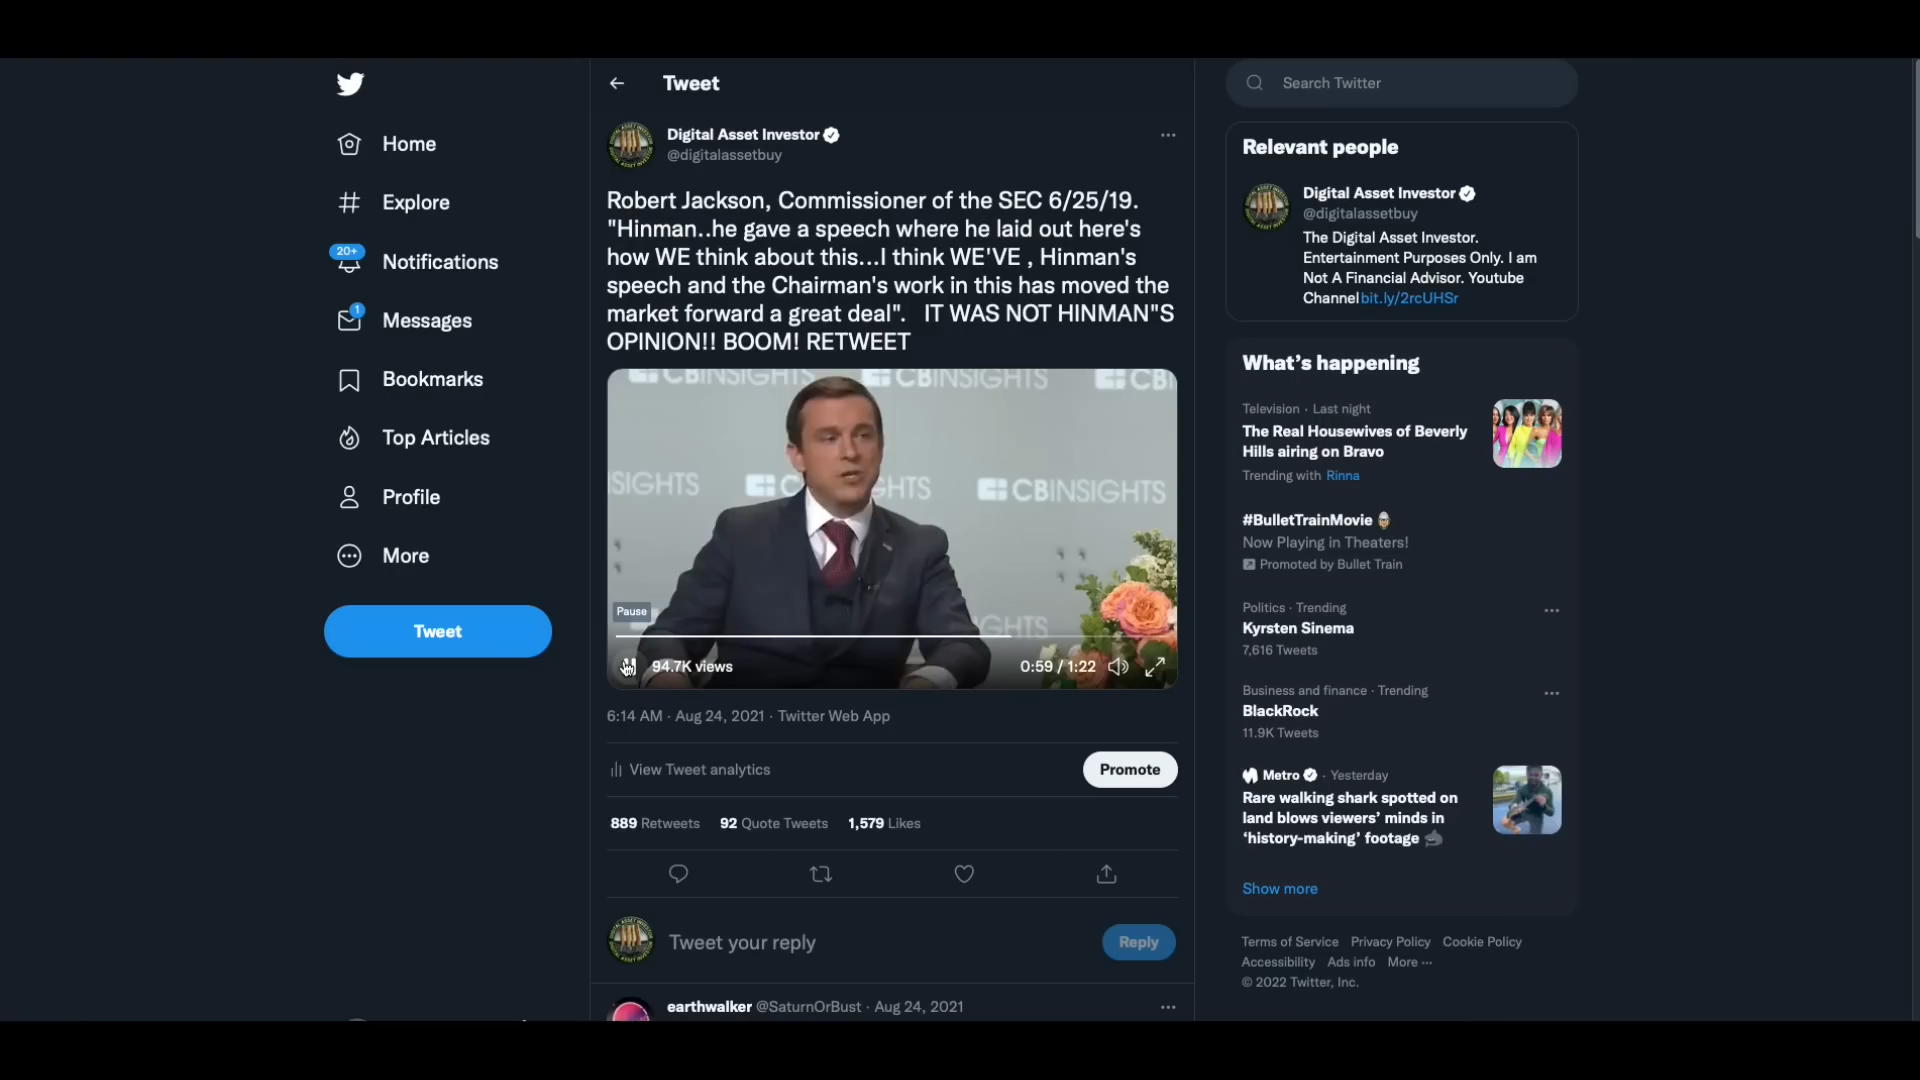 Home
Explore
20+
Notifications
1
Messages
Bookmarks
Top Articles
Profile
More
Tweet
Tweet
Digital Asset Investor
@digitalassetbuy
Robert Jackson, Commissioner of the SEC 6/25/19.
"Hinman..he gave a speech where he laid out here's
how WE think about this...I think WE'VE , Hinman's
speech and the Chairman's work in this has moved the
market forward a great deal". IT WAS NOT HINMAN"S
OPINION!! BOOM! RETWEET
CBINSIGHTS CBINSIGHTS CBI
INSIGHTS CB GHTS CBINSIGHTS
GHTS
Pause
94.7K views
0:59 / 1:22
6:14 AM · Aug 24, 2021 · Twitter Web App
View Tweet analytics
Promote
889 Retweets 92 Quote Tweets 1,579 Likes
Tweet your reply
Reply
earthwalker @SaturnOrBust · Aug 24, 2021
Search Twitter
Relevant people
Digital Asset Investor
@digitalassetbuy
The Digital Asset Investor.
Entertainment Purposes Only. I am
Not A Financial Advisor. Youtube
Channel bit.ly/2rcUHSr
What's happening
Television · Last night
The Real Housewives of Beverly
Hills airing on Bravo
Trending with Rinna
#BulletTrainMovie
Now Playing in Theaters!
Promoted by Bullet Train
Politics · Trending
Kyrsten Sinema
7,616 Tweets
Business and finance · Trending
BlackRock
11.9K Tweets
Metro · Yesterday
Rare walking shark spotted on
land blows viewers' minds in
'history-making' footage
Show more
Terms of Service Privacy Policy Cookie Policy
Accessibility Ads info More ···
© 2022 Twitter, Inc.